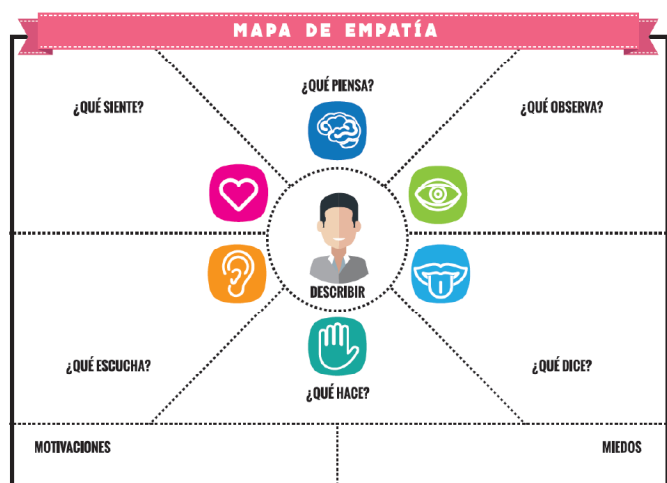 MAPA DE EMPATÍA
¿QUÉ PIENSA?
¿QUÉ SIENTE?
¿QUÉ OBSERVA?
DESCRIBIR
¿QUÉ ESCUCHA?
¿QUÉ DICE?
¿QUÉ HACE?
MOTIVACIONES
MIEDOS